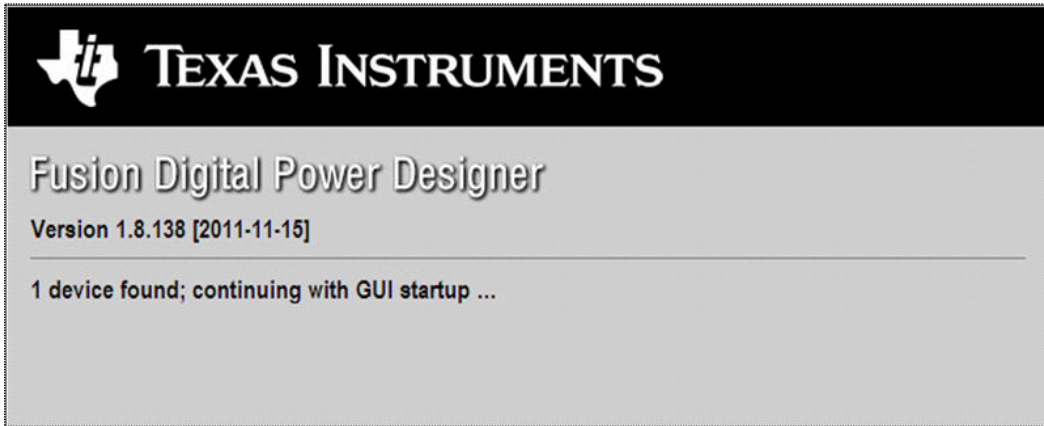 TEXAS INSTRUMENTS
Fusion Digital Power Designer
Version 1.8.138 [2011-11-15]
1 device found; continuing with GUI startup ...